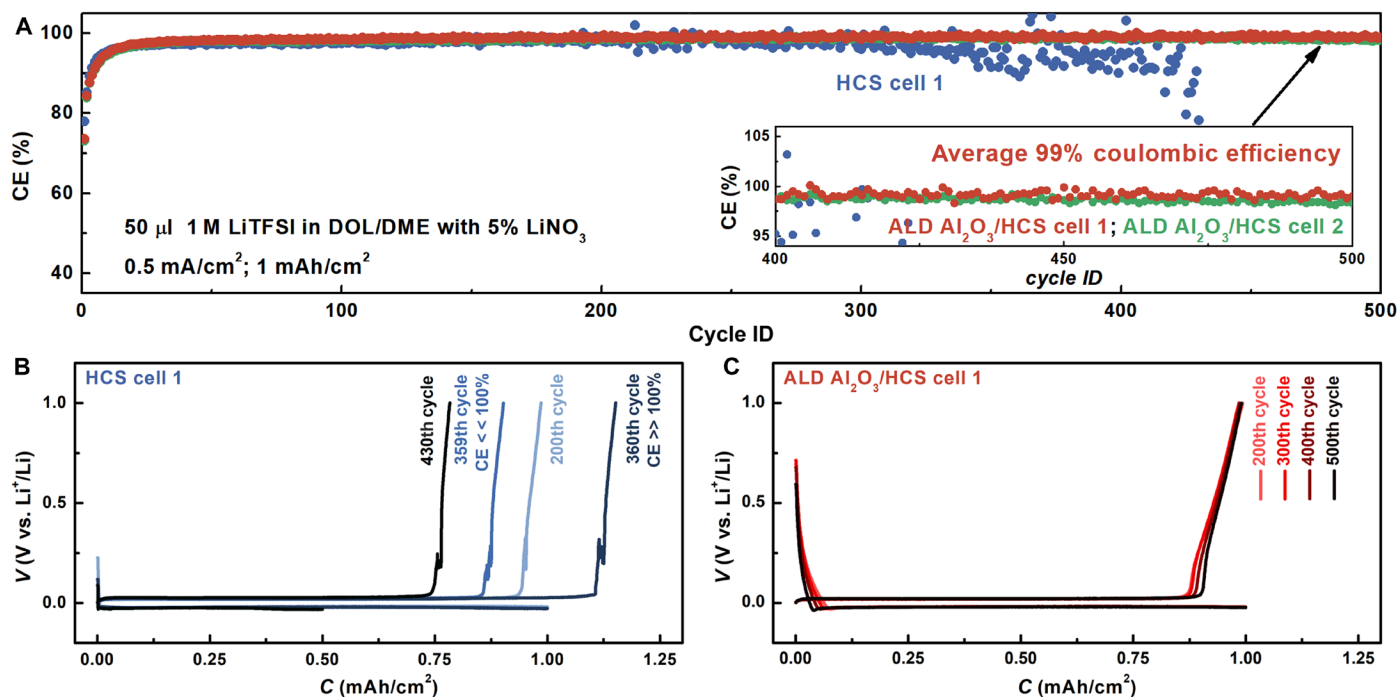 A
100
80
60
40
CE (%)
HCS cell 1
50 μl 1 M LiTFSI in DOL/DME with 5% LiNO₃
0.5 mA/cm²; 1 mAh/cm²
105
100
95
CE (%)
Average 99% coulombic efficiency
ALD Al₂O₃/HCS cell 1; ALD Al₂O₃/HCS cell 2
400 450 500
cycle ID
0 100 200 300 400 500
Cycle ID
B
HCS cell 1
1.0
0.5
0.0
V (V vs. Li⁺/Li)
430th cycle
359th cycle
CE < < 100%
200th cycle
360th cycle
CE >> 100%
0.00 0.25 0.50 0.75 1.00 1.25
C (mAh/cm²)
C
ALD Al₂O₃/HCS cell 1
1.0
0.5
0.0
V (V vs. Li⁺/Li)
200th cycle
300th cycle
400th cycle
500th cycle
0.00 0.25 0.50 0.75 1.00 1.25
C (mAh/cm²)